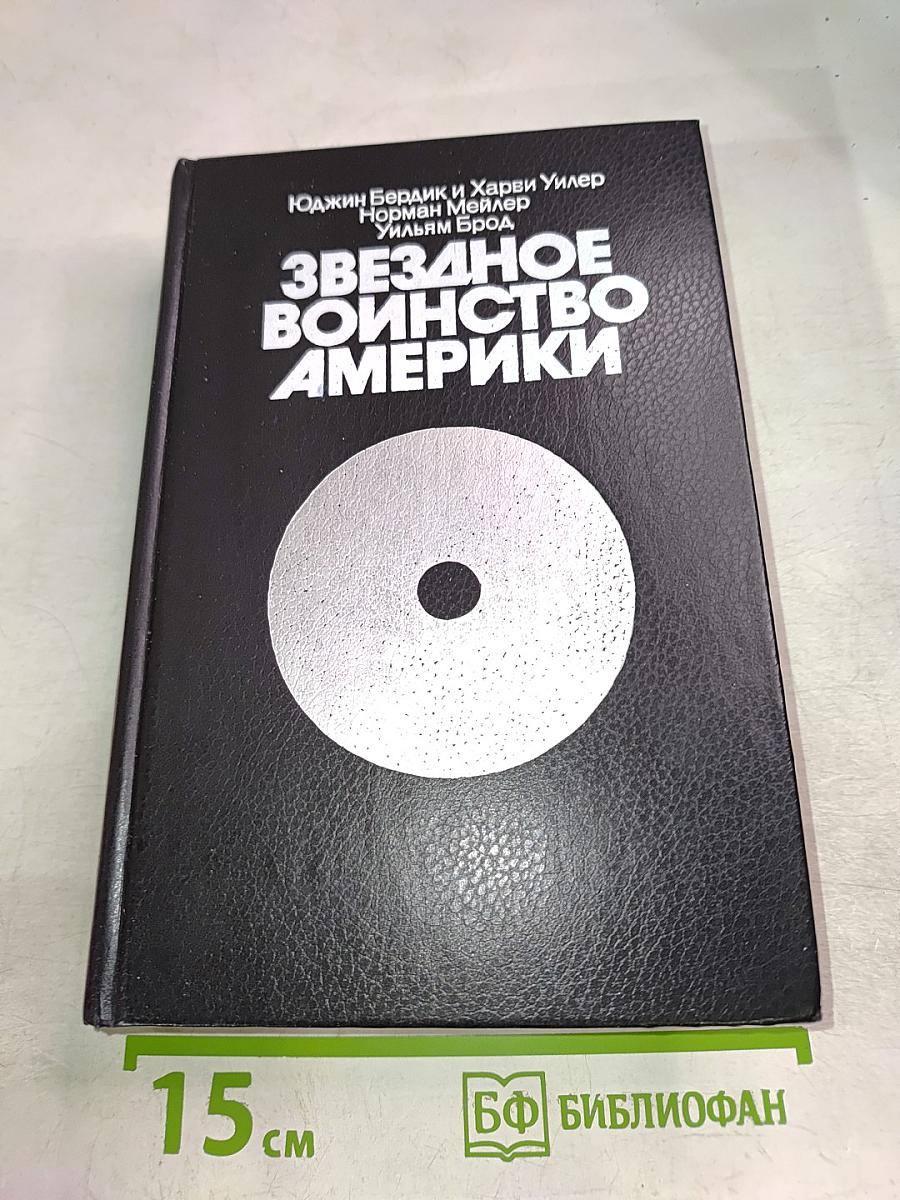 Юджин Бердик и Харви Уилер
Норман Мейлер
Уильям Брод
ЗВЕЗДНОЕ
ВОИНСТВО
АМЕРИКИ
15 см
БФ БИБЛИОФАН